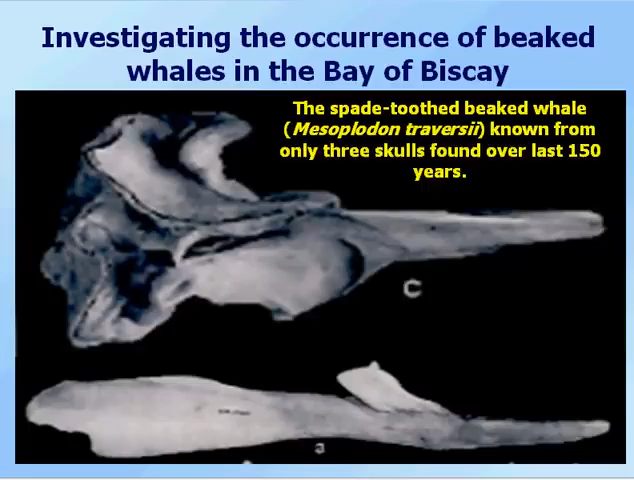 Investigating the occurrence of beaked
whales in the Bay of Biscay
The spade-toothed beaked whale
(Mesoplodon traversii) known from
only three skulls found over last 150
years.
C
a